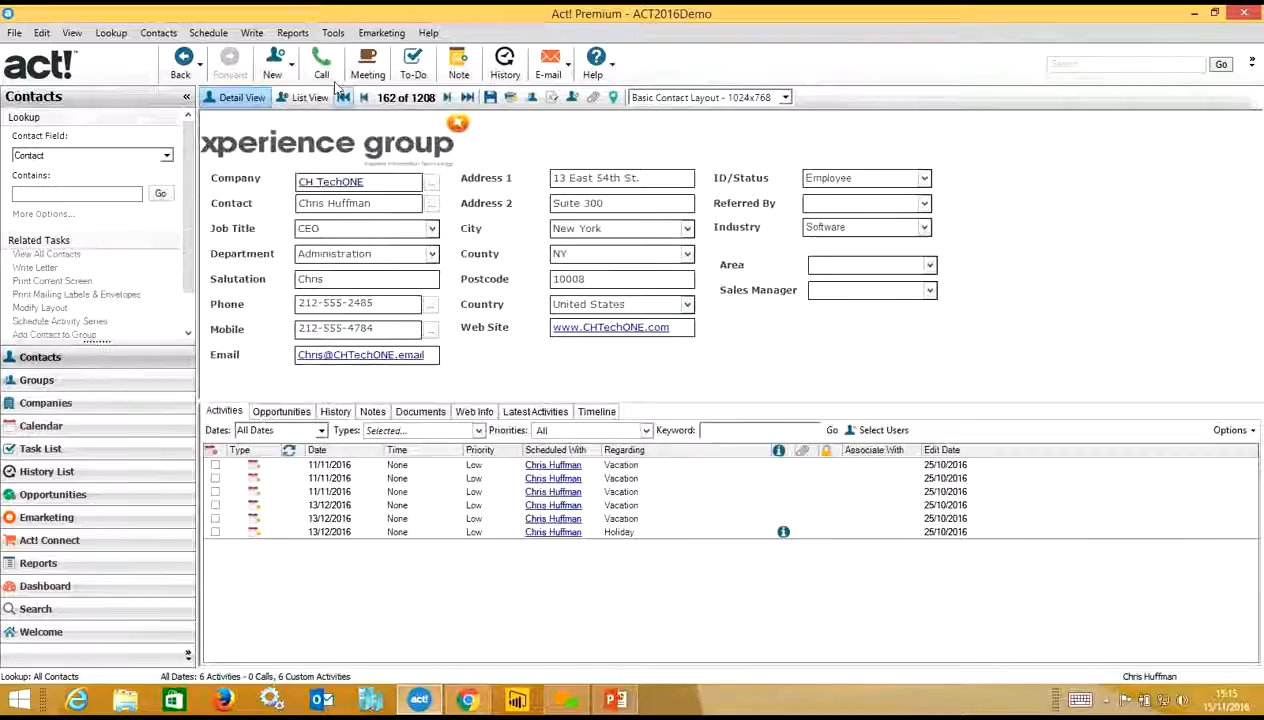 Act! Premium - ACT2016Demo
File Edit View Lookup Contacts Schedule Write Reports Tools Emarketing Help
act!
Back Forward New Call Meeting To-Do Note History E-mail Help
Search Go
Contacts «
Detail View List View 162 of 1208 Basic Contact Layout - 1024x768
Lookup
Contact Field:
Contact
Contains:
Go
More Options...
Related Tasks
View All Contacts
Write Letter
Print Current Screen
Print Mailing Labels & Envelopes
Modify Layout
Schedule Activity Series
Add Contact to Group
Contacts
Groups
Companies
Calendar
Task List
History List
Opportunities
Emarketing
Act! Connect
Reports
Dashboard
Search
Welcome
xperience group
Company CH TechONE ...
Contact Chris Huffman ...
Job Title CEO
Department Administration
Salutation Chris
Phone 212-555-2485 ...
Mobile 212-555-4784 ...
Email Chris@CHTechONE.email
Address 1 13 East 54th St.
Address 2 Suite 300
City New York
County NY
Postcode 10008
Country United States
Web Site www.CHTechONE.com
ID/Status Employee
Referred By
Industry Software
Area
Sales Manager
Activities Opportunities History Notes Documents Web Info Latest Activities Timeline
Dates: All Dates Types: Selected... Priorities: All Keyword: Go Select Users Options
Type Date Time Priority Scheduled With Regarding Associate With Edit Date
11/11/2016 None Low Chris Huffman Vacation 25/10/2016
11/11/2016 None Low Chris Huffman Vacation 25/10/2016
11/11/2016 None Low Chris Huffman Vacation 25/10/2016
13/12/2016 None Low Chris Huffman Vacation 25/10/2016
13/12/2016 None Low Chris Huffman Vacation 25/10/2016
13/12/2016 None Low Chris Huffman Holiday 25/10/2016
Lookup: All Contacts All Dates: 6 Activities - 0 Calls, 6 Custom Activities Chris Huffman
act!
15:15
15/11/2016